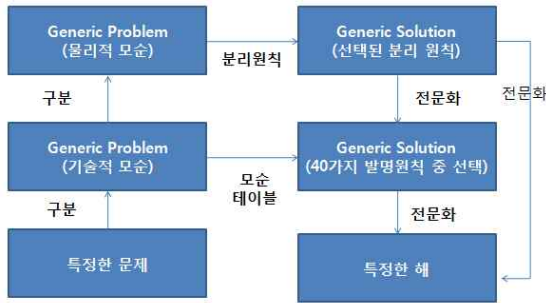 Generic Problem
(물리적 모순)
분리원칙
Generic Solution
(선택된 분리 원칙)
구분
전문화
전문화
Generic Problem
(기술적 모순)
모순
테이블
Generic Solution
(40가지 발명원칙 중 선택)
구분
전문화
특정한 문제
특정한 해